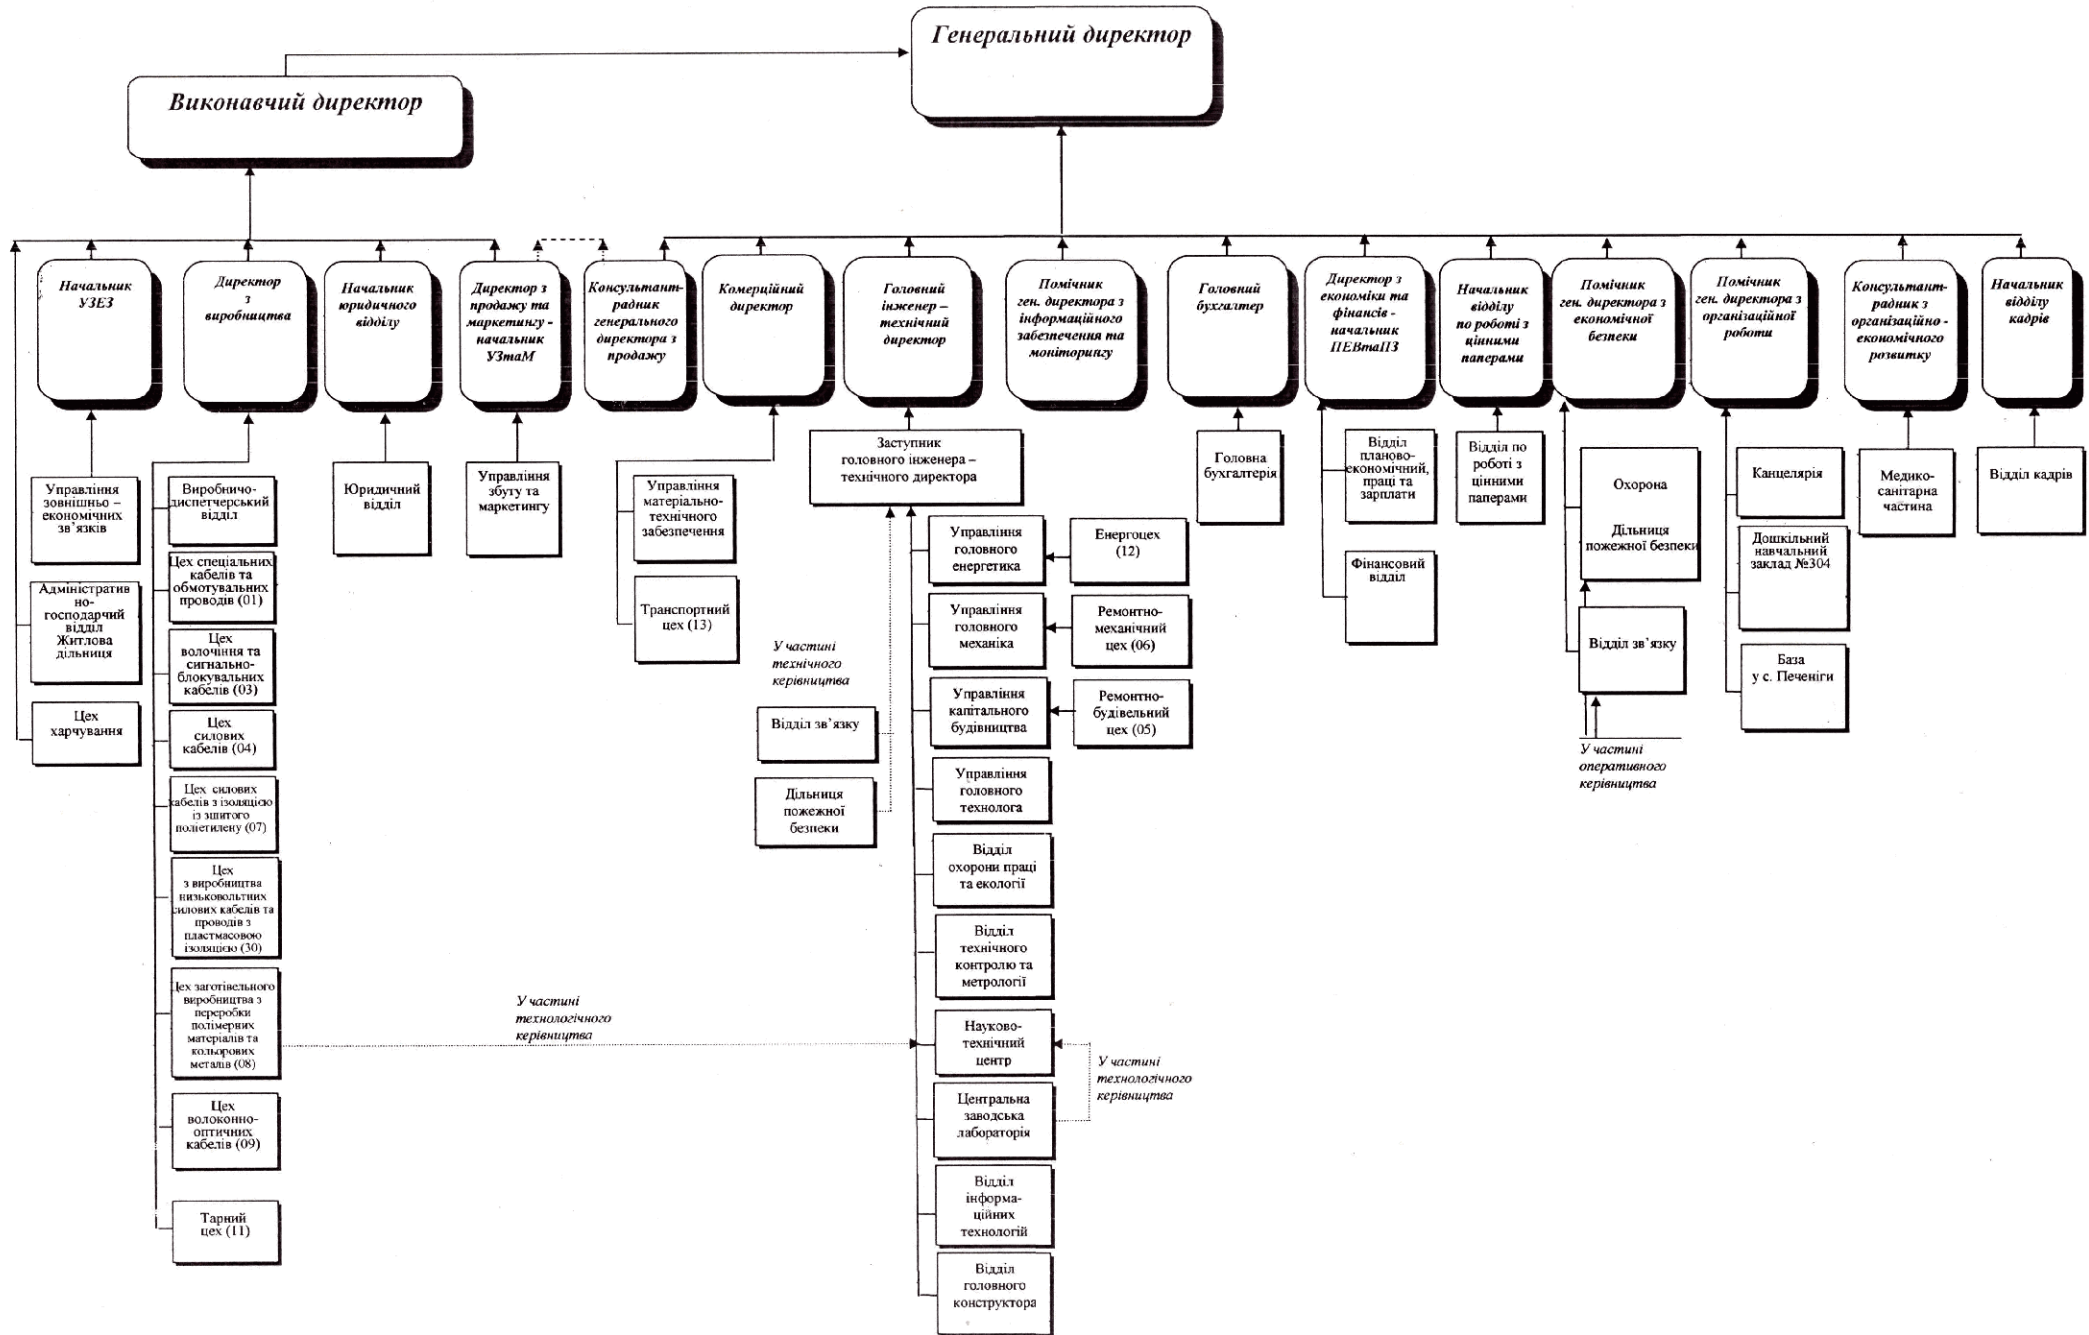 Генеральний директор
Виконавчий директор
Начальник
УЗЕЗ
Директор
з
виробництва
Начальник
юридичного
відділу
Директор з
продажу та
маркетингу -
начальник
УЗтаМ
Консультант-
радник
генерального
директора з
продажу
Комерційний
директор
Головний
інженер –
технічний
директор
Помічник
ген. директора з
інформаційного
забезпечення та
моніторингу
Головний
бухгалтер
Директор з
економіки та
фінансів -
начальник
ПЕВтаПЗ
Начальник
відділу
по роботі з
цінними
паперами
Помічник
ген. директора з
економічної
безпеки
Помічник
ген. директора з
організаційної
роботи
Консультант-
радник з
організаційно -
економічного
розвитку
Начальник
відділу
кадрів
Управління
зовнішньо –
економічних
зв’язків
Адміністратив
но-
господарчий
відділ
Житлова
дільниця
Цех
харчування
Виробничо-
диспетчерський
відділ
Цех спеціальних
кабелів та
обмотувальних
проводів (01)
Цех
волочіння та
сигнально-
блокувальних
кабелів (03)
Цех
силових
кабелів (04)
Цех силових
кабелів з ізоляцією
із зшитого
поліетилену (07)
Цех
з виробництва
низьковольтних
силових кабелів та
проводів з
пластмасовою
ізоляцією (30)
Цех заготівельного
виробництва з
переробки
полімерних
матеріалів та
кольорових
металів (08)
Цех
волоконно-
оптичних
кабелів (09)
Тарний
цех (11)
Юридичний
відділ
Управління
збуту та
маркетингу
Управління
матеріально-
технічного
забезпечення
Транспортний
цех (13)
Заступник
головного інженера –
технічного директора
У частині
технічного
керівництва
Відділ зв’язку
Дільниця
пожежної
безпеки
Управління
головного
енергетика
Енергоцех
(12)
Управління
головного
механіка
Ремонтно-
механічний
цех (06)
Управління
капітального
будівництва
Ремонтно-
будівельний
цех (05)
Управління
головного
технолога
Відділ
охорони праці
та екології
Відділ
технічного
контролю та
метрології
Науково-
технічний
центр
Центральна
заводська
лабораторія
Відділ
інформа-
ційних
технологій
Відділ
головного
конструктора
У частині
технологічного
керівництва
У частині
технологічного
керівництва
Головна
бухгалтерія
Відділ
планово-
економічний,
праці та
зарплати
Фінансовий
відділ
Відділ по
роботі з
цінними
паперами
Охорона
Дільниця
пожежної безпеки
Відділ зв’язку
У частині
оперативного
керівництва
Канцелярія
Дошкільний
навчальний
заклад №304
База
у с. Печеніги
Медико-
санітарна
частина
Відділ кадрів